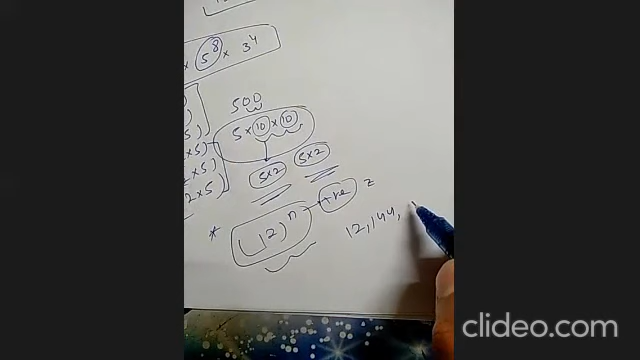 × 5⁸ × 3⁴
500
5 × 10 × 10
× 5)
2 × 5)
5×2 5×2
* (12)ⁿ → +ve z
12, 144,
clideo.com